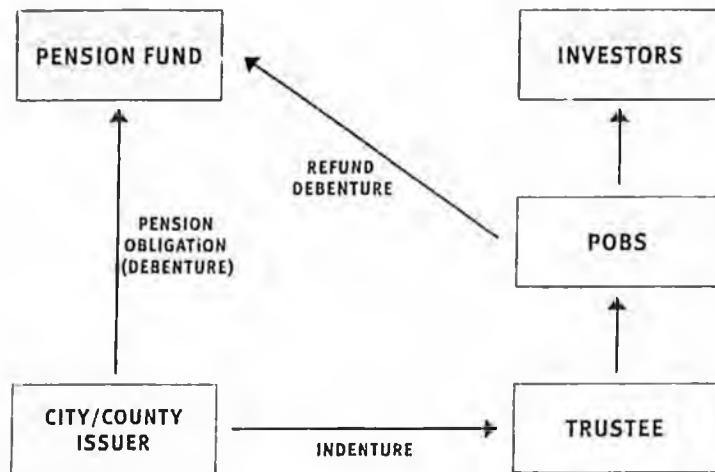 PENSION FUND
INVESTORS
REFUND
DEBENTURE
PENSION
OBLIGATION
(DEBENTURE)
POBS
CITY/COUNTY
ISSUER
INDENTURE
TRUSTEE